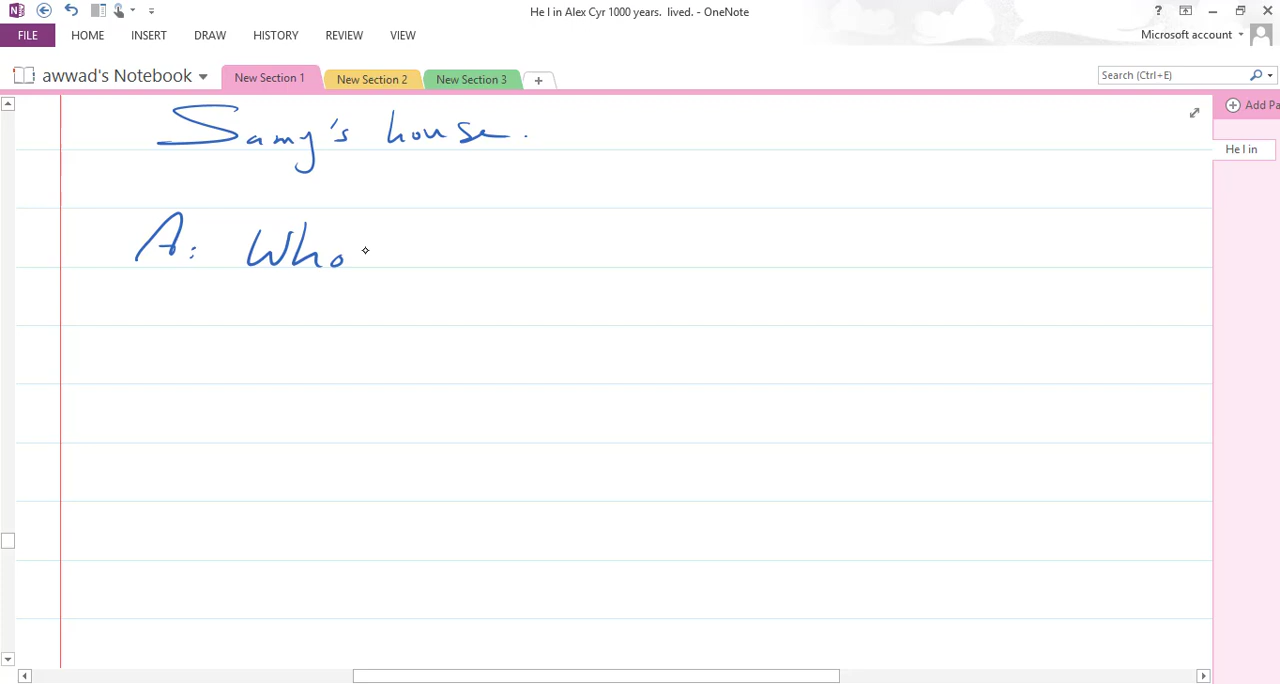 He I in Alex Cyr 1000 years.  lived. - OneNote
?
Microsoft account
FILE HOME INSERT DRAW HISTORY REVIEW VIEW
awwad's Notebook New Section 1 New Section 2 New Section 3 +
Search (Ctrl+E)
Add Pa
He I in
Samy's house.
A: Who